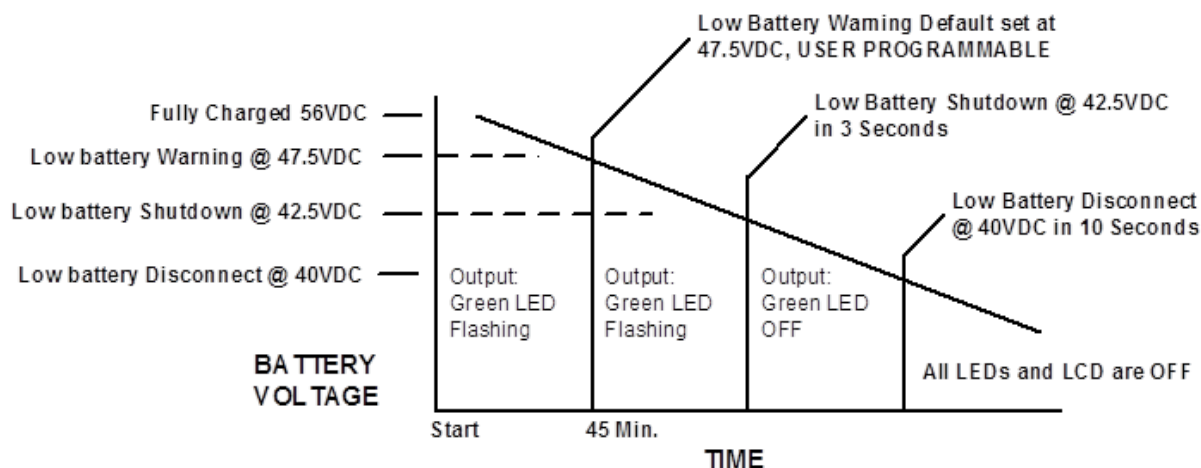 Low Battery Warning Default set at
47.5VDC, USER PROGRAMMABLE
Fully Charged 56VDC
Low battery Warning @ 47.5VDC
Low battery Shutdown @ 42.5VDC
Low battery Disconnect @ 40VDC
Low Battery Shutdown @ 42.5VDC
in 3 Seconds
Low Battery Disconnect
@ 40VDC in 10 Seconds
Output:
Green LED
Flashing
Output:
Green LED
Flashing
Output:
Green LED
OFF
All LEDs and LCD are OFF
BATTERY
VOLTAGE
Start
45 Min.
TIME